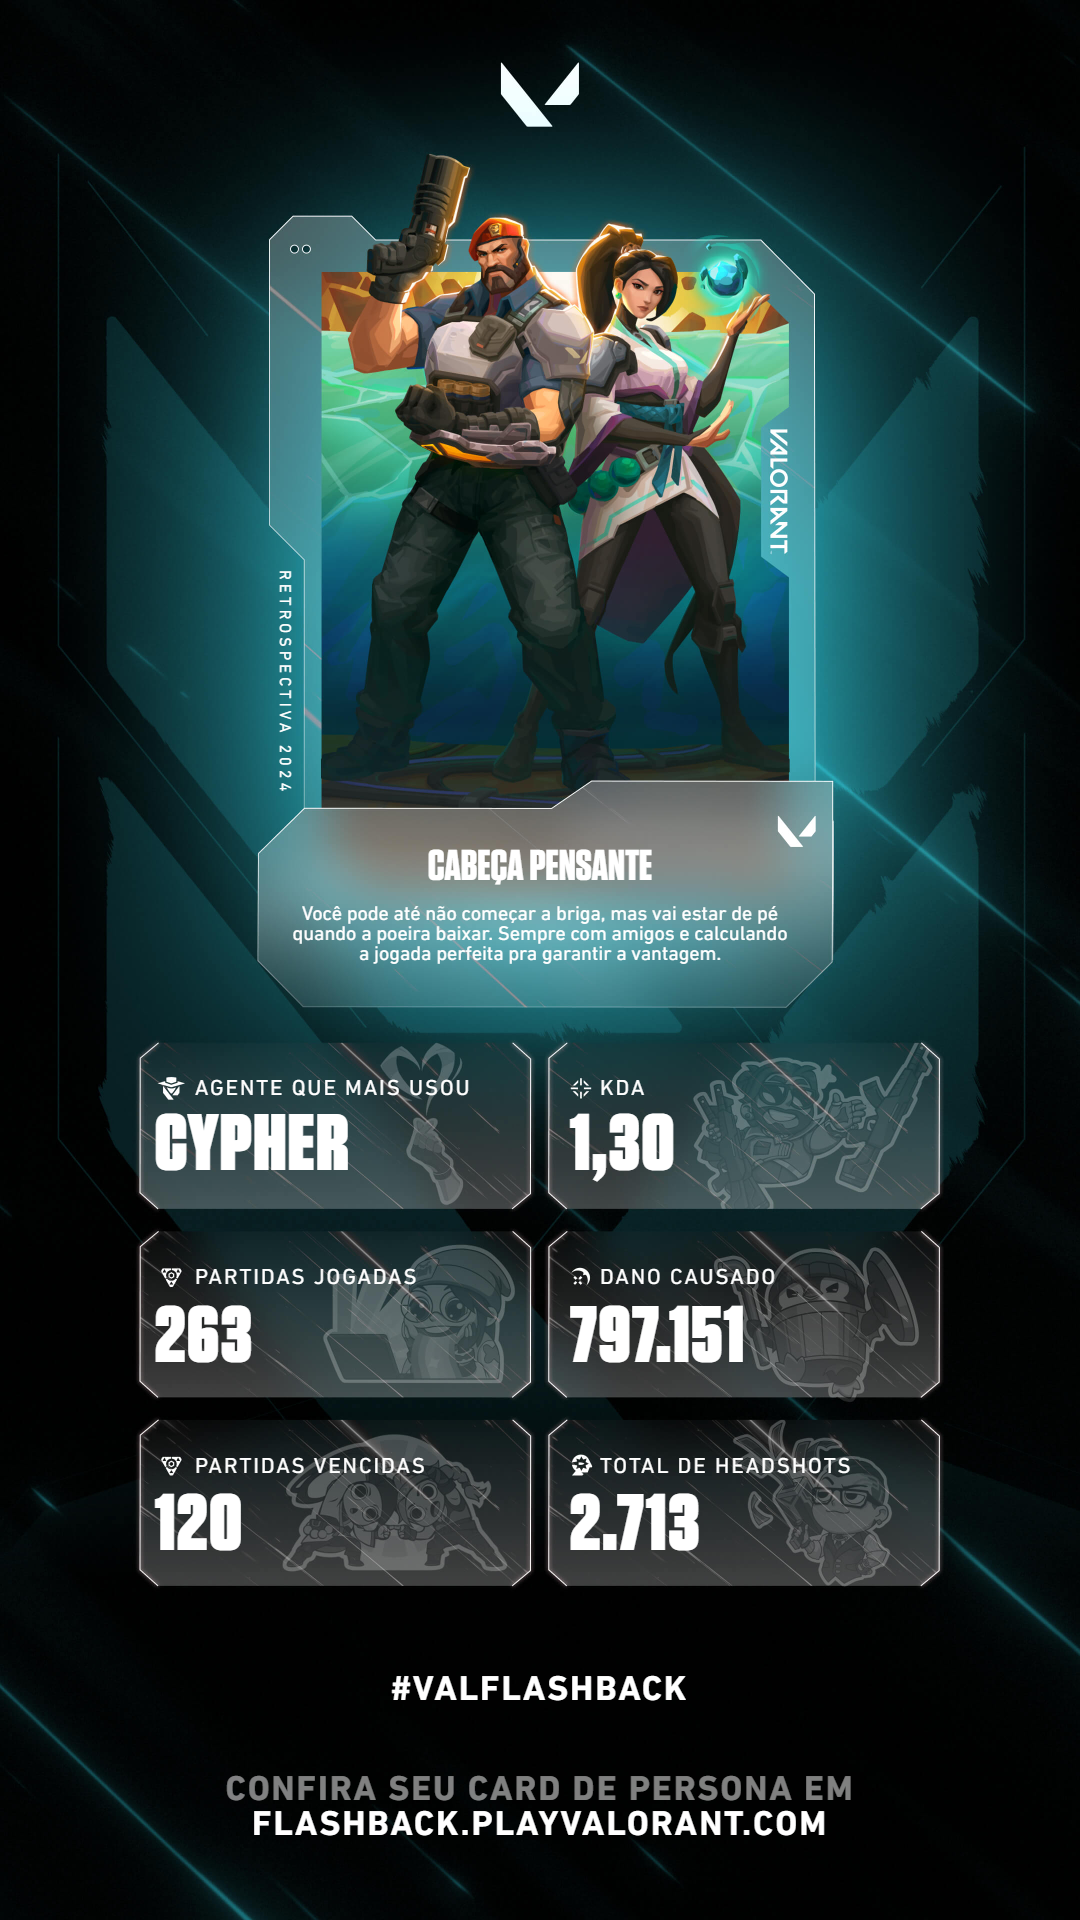 VALORANT
RETROSPECTIVA 2024
CABEÇA PENSANTE
Você pode até não começar a briga, mas vai estar de pé
quando a poeira baixar. Sempre com amigos e calculando
a jogada perfeita pra garantir a vantagem.
AGENTE QUE MAIS USOU
CYPHER
KDA
1,30
PARTIDAS JOGADAS
263
DANO CAUSADO
797.151
PARTIDAS VENCIDAS
120
TOTAL DE HEADSHOTS
2.713
#VALFLASHBACK
CONFIRA SEU CARD DE PERSONA EM
FLASHBACK.PLAYVALORANT.COM